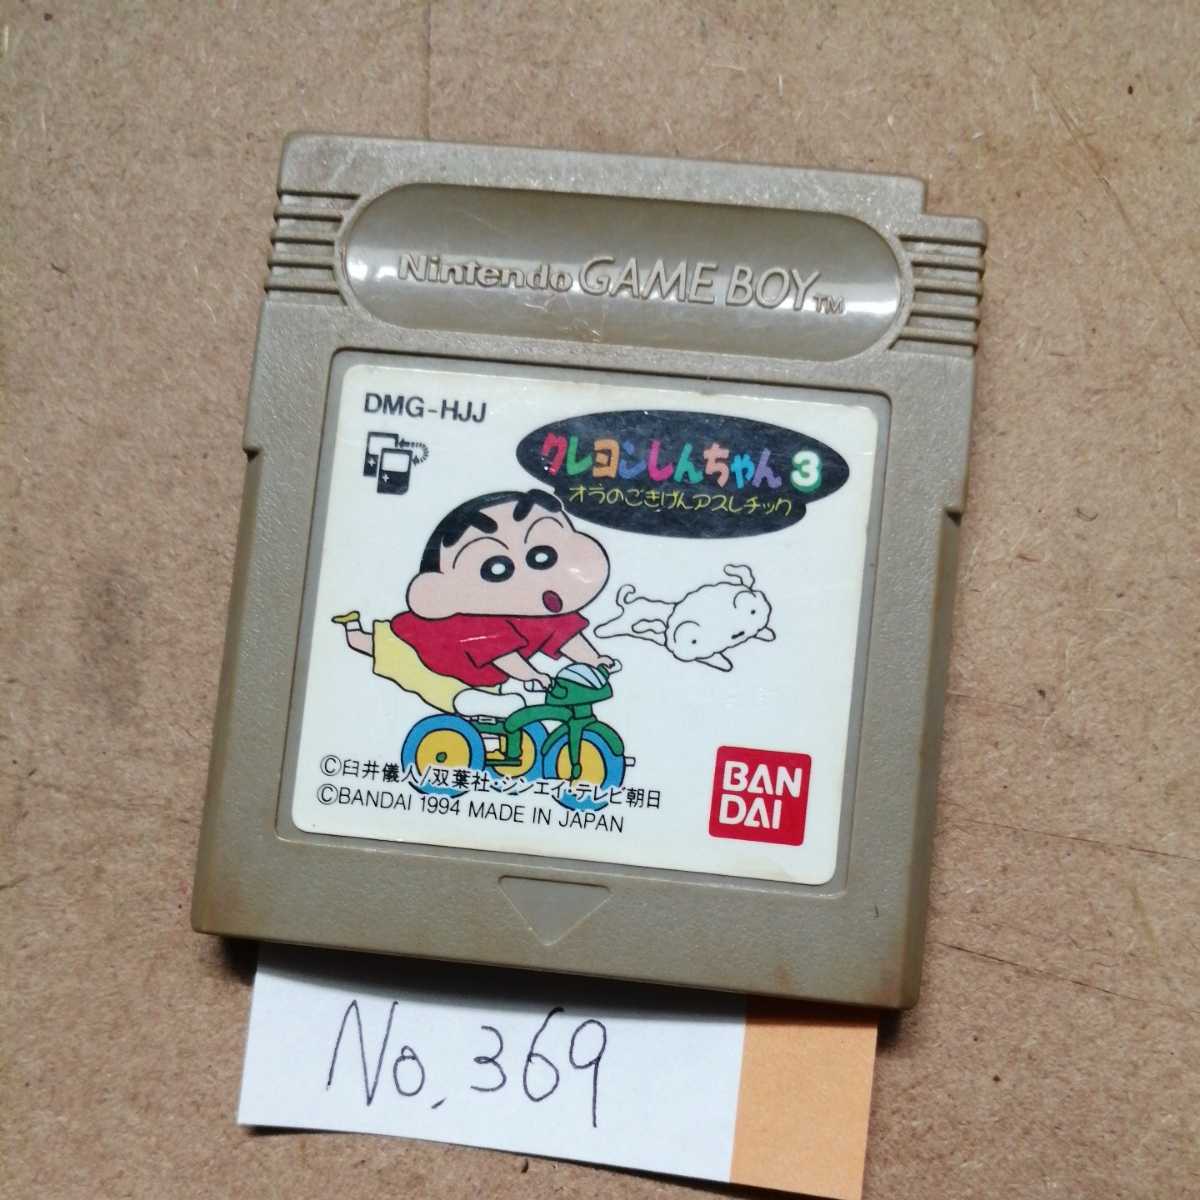 Nintendo GAME BOY TM
DMG-HJJ
クレヨンしんちゃん3
オラのごきげんアスレチック
©臼井儀人/双葉社・シンエイ・テレビ朝日
©BANDAI 1994 MADE IN JAPAN
BAN
DAI
No. 369